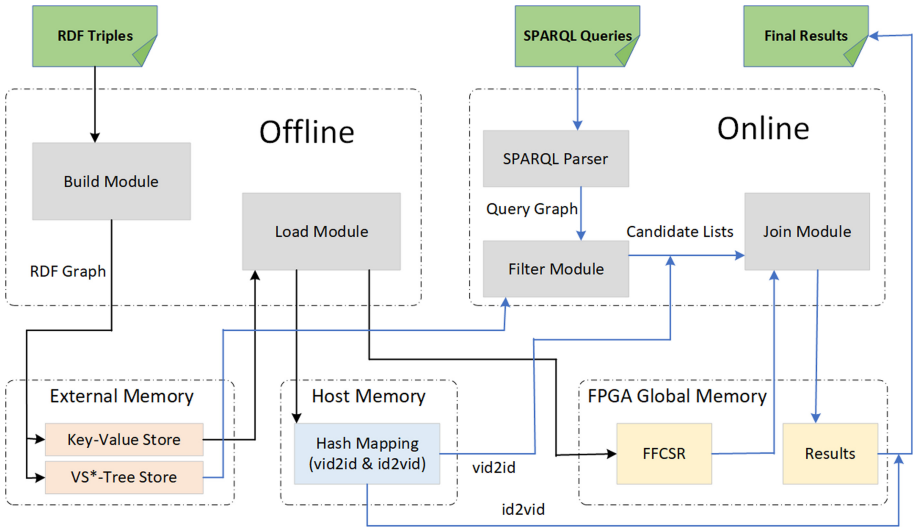 RDF Triples
SPARQL Queries
Final Results
Offline
Online
Build Module
SPARQL Parser
Load Module
Query Graph
Candidate Lists
Join Module
RDF Graph
Filter Module
External Memory
Host Memory
FPGA Global Memory
Key-Value Store
VS*-Tree Store
Hash Mapping
(vid2id & id2vid)
vid2id
FFCSR
Results
id2vid